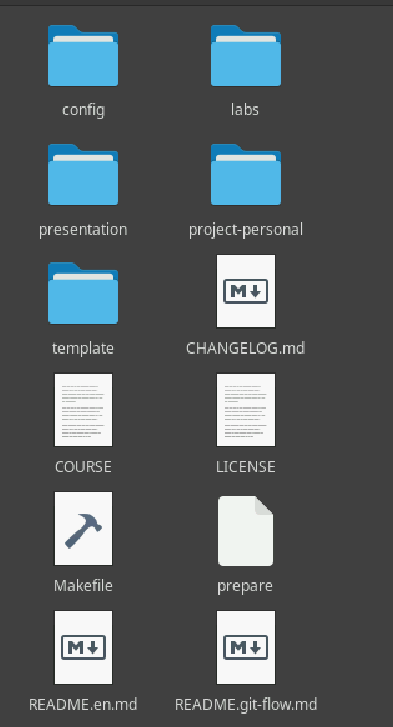 config labs
presentation project-personal
M
template CHANGELOG.md
COURSE LICENSE
Makefile prepare
M M
README.en.md README.git-flow.md